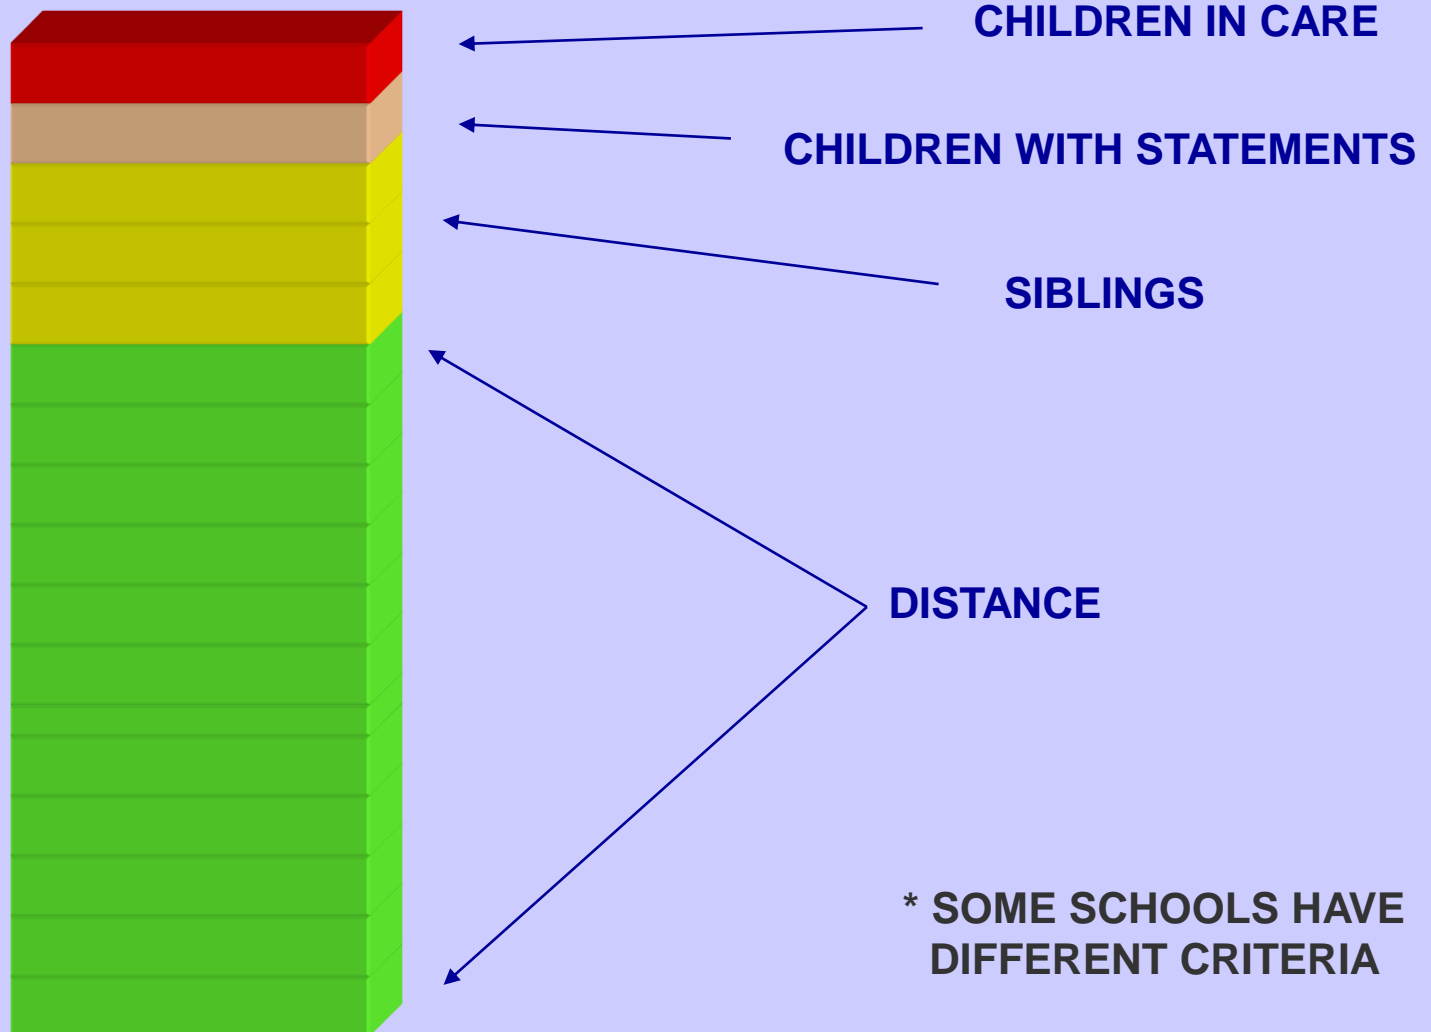 CHILDREN IN CARE
CHILDREN WITH STATEMENTS
SIBLINGS
DISTANCE
* SOME SCHOOLS HAVE
DIFFERENT CRITERIA